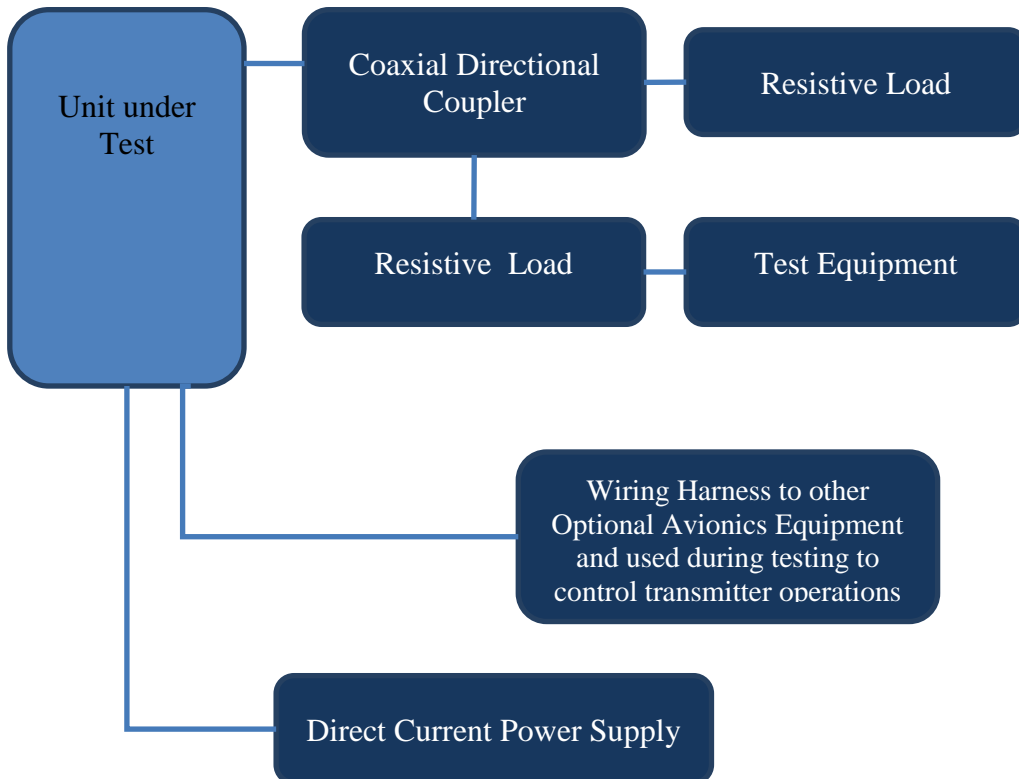 Unit under
Test
Coaxial Directional
Coupler
Resistive Load
Resistive Load
Test Equipment
Wiring Harness to other
Optional Avionics Equipment
and used during testing to
control transmitter operations
Direct Current Power Supply